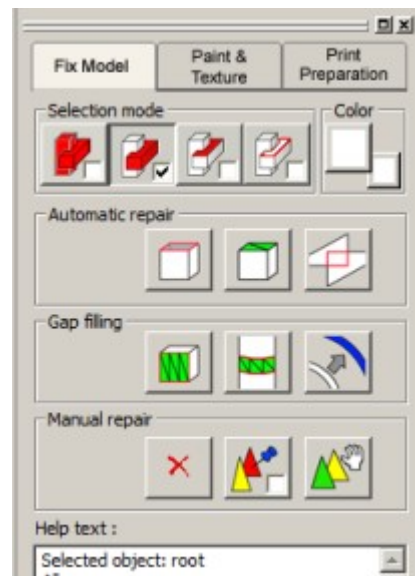 Fix Model
Paint &
Texture
Print
Preparation
Selection mode
Color
Automatic repair
Gap filling
Manual repair
Help text :
Selected object: root